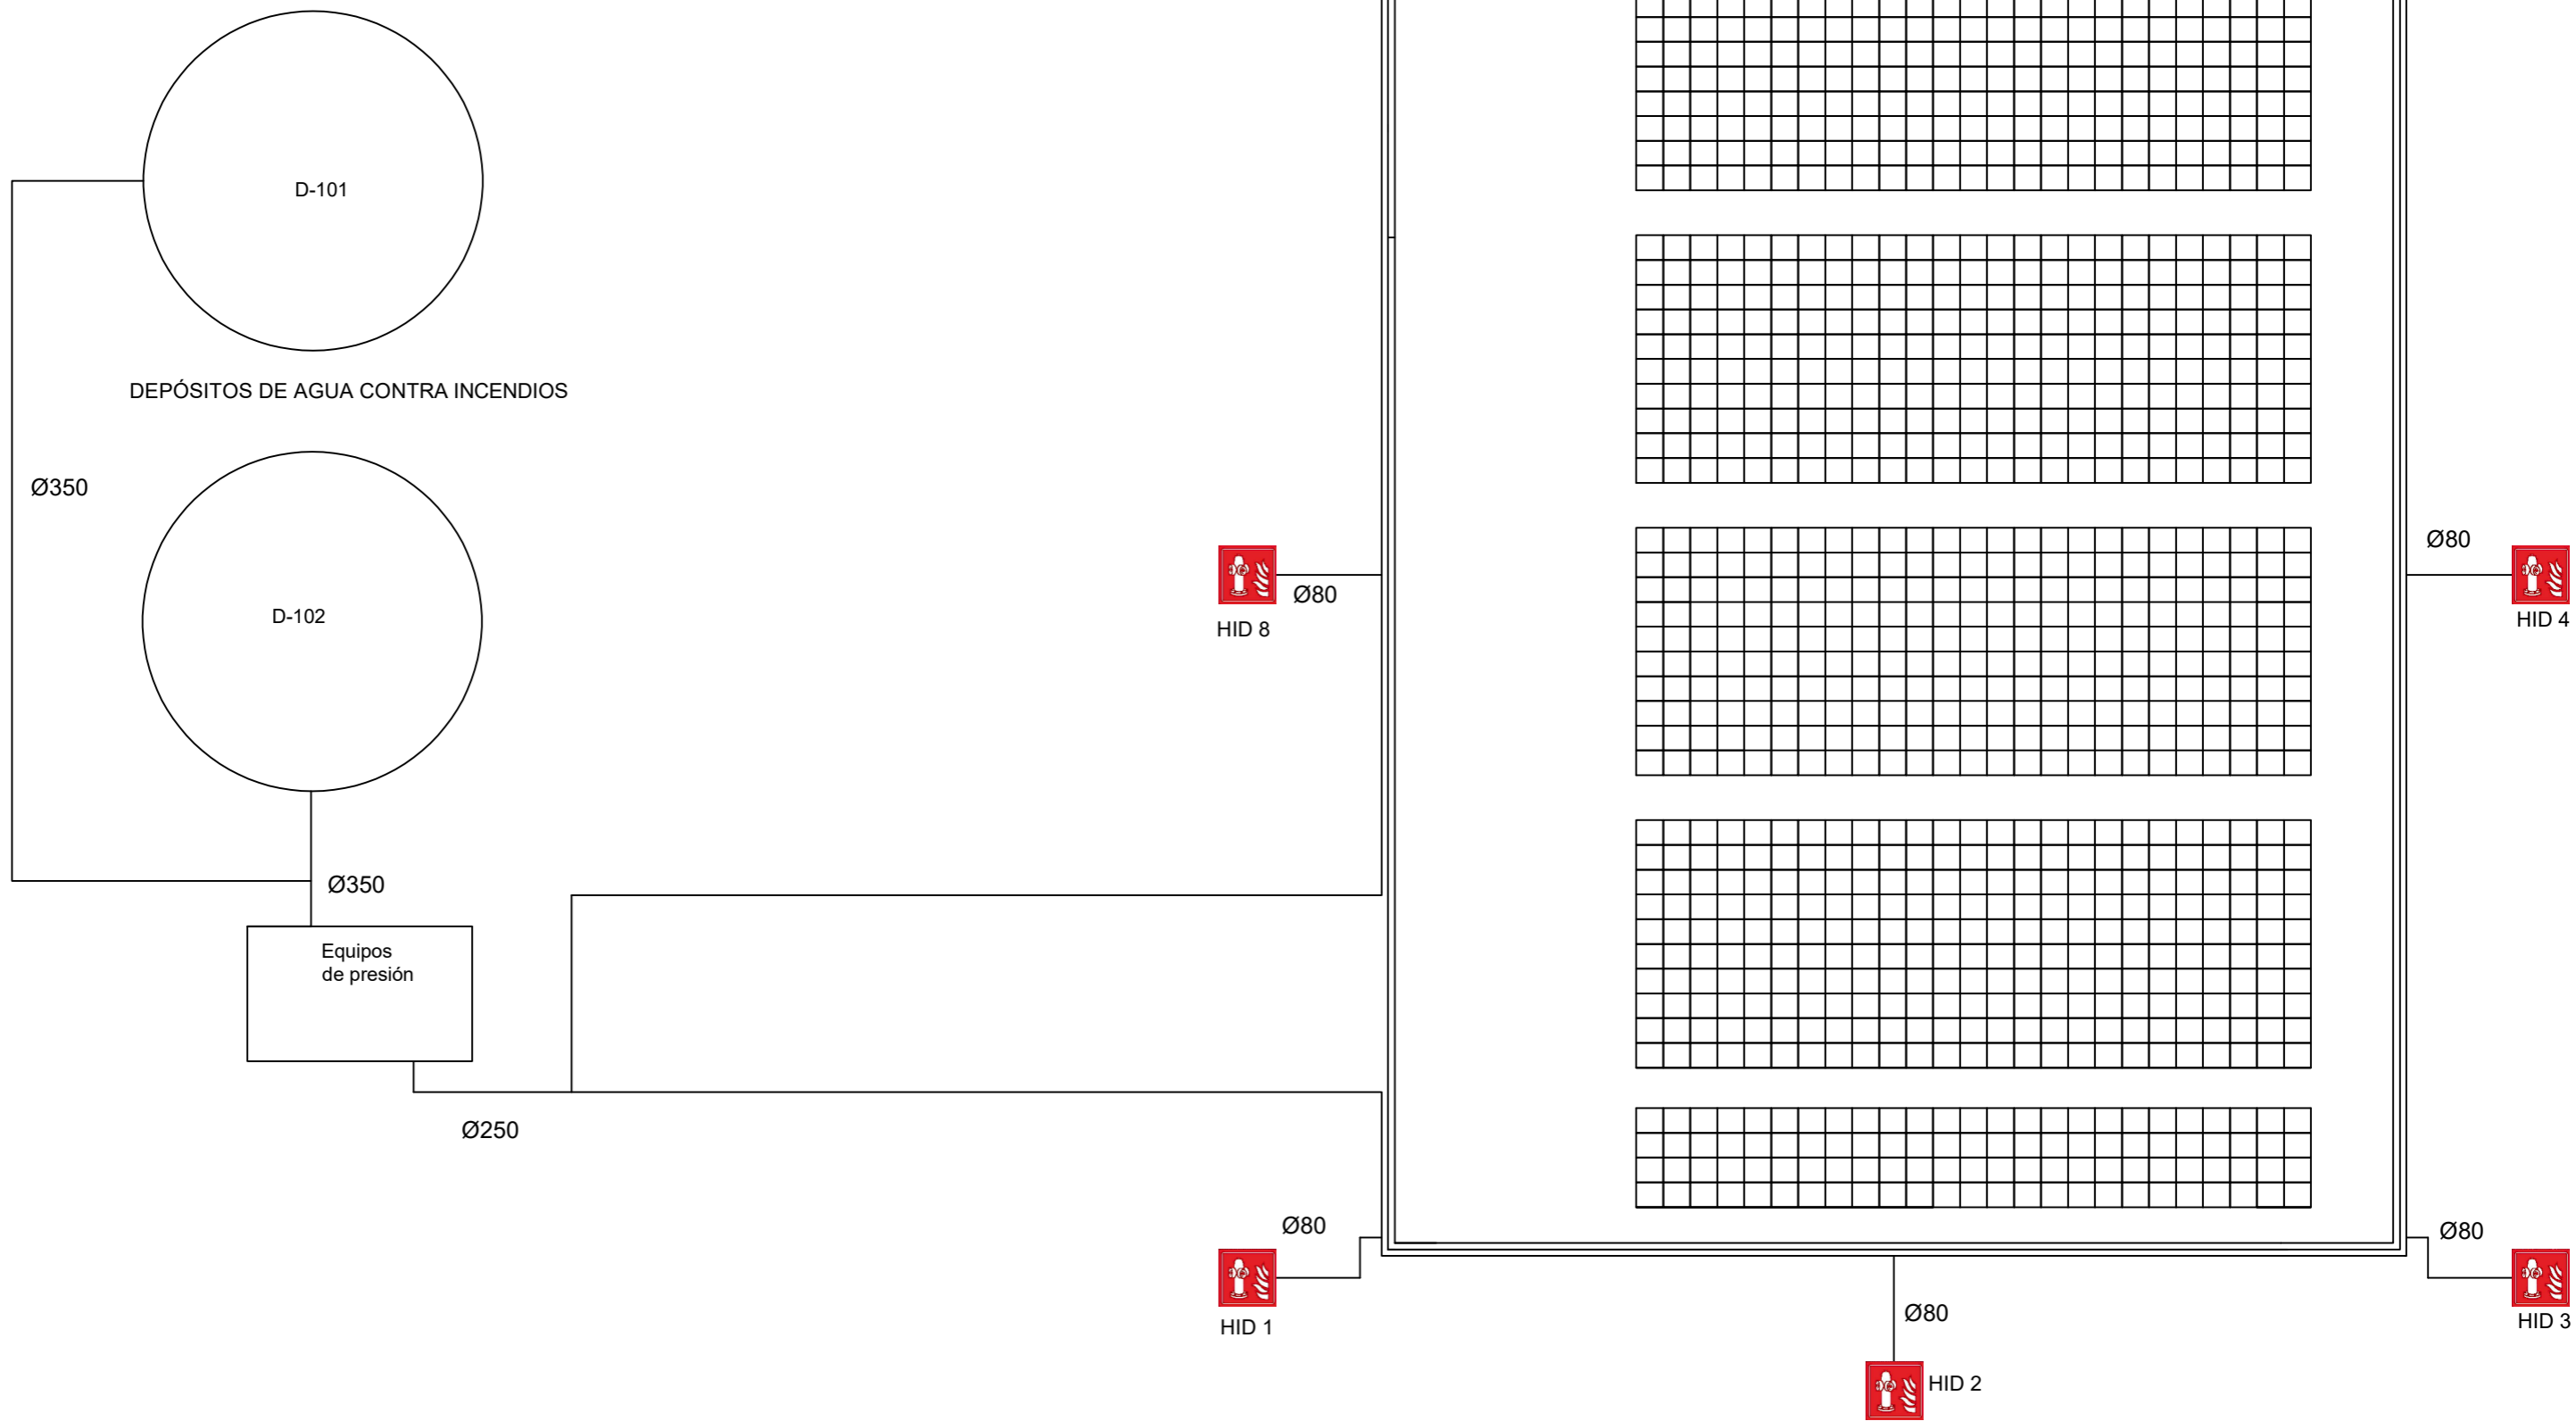 D-101
DEPÓSITOS DE AGUA CONTRA INCENDIOS
Ø350
D-102
Ø350
Equipos
de presión
Ø250
Ø80
HID 8
Ø80
HID 4
Ø80
HID 1
Ø80
HID 2
Ø80
HID 3